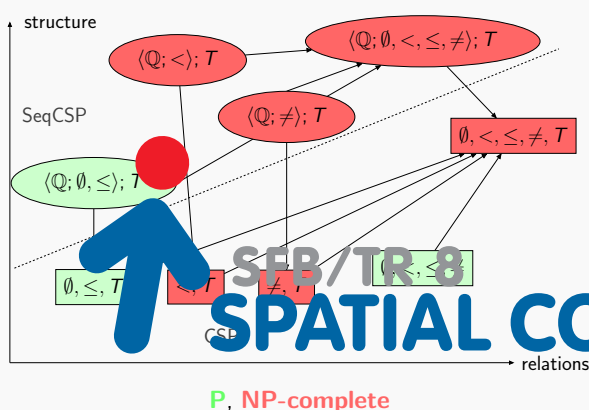 structure
⟨ℚ; ∅, <, ≤, ≠⟩; T
⟨ℚ; <⟩; T
SeqCSP
⟨ℚ; ≠⟩; T
∅, <, ≤, ≠, T
⟨ℚ; ∅, ≤⟩; T
SFB/TR 8
∅, ≤, T
<, T
≠, T
SPATIAL CO
CSP
relations
P, NP-complete